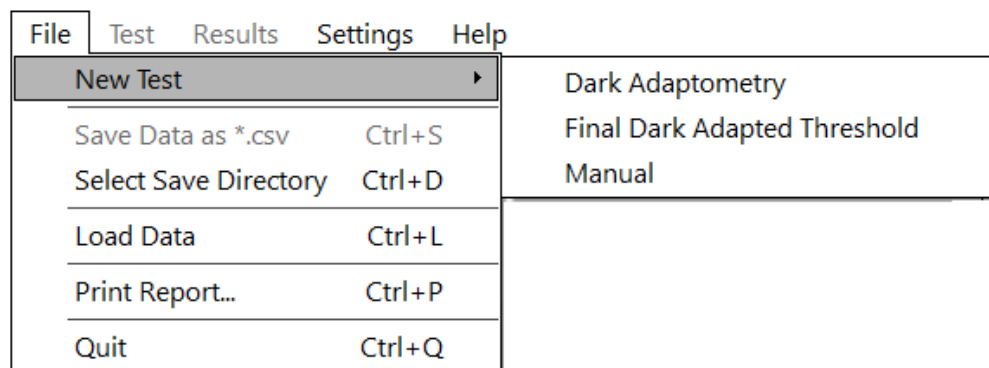 File Test Results Settings Help
New Test
Dark Adaptometry
Final Dark Adapted Threshold
Manual
Save Data as *.csv Ctrl+S
Select Save Directory Ctrl+D
Load Data Ctrl+L
Print Report... Ctrl+P
Quit Ctrl+Q